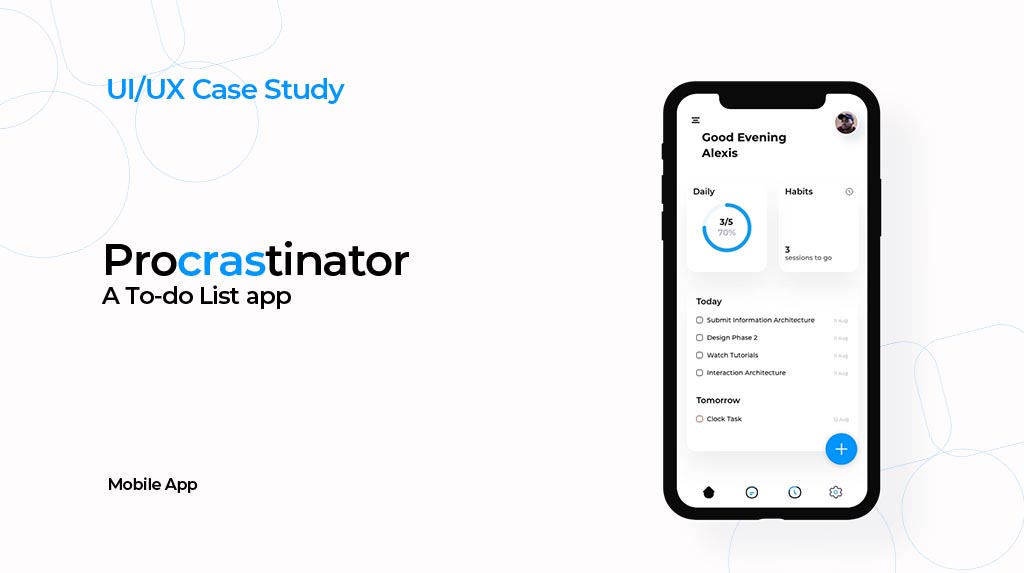 UI/UX Case Study
Procrastinator
A To-do List app
Mobile App
Good Evening
Alexis
Daily
3/5
70%
Habits
3
sessions to go
Today
Submit Information Architecture
11 Aug
Design Phase 2
11 Aug
Watch Tutorials
11 Aug
Interaction Architecture
11 Aug
Tomorrow
Clock Task
12 Aug